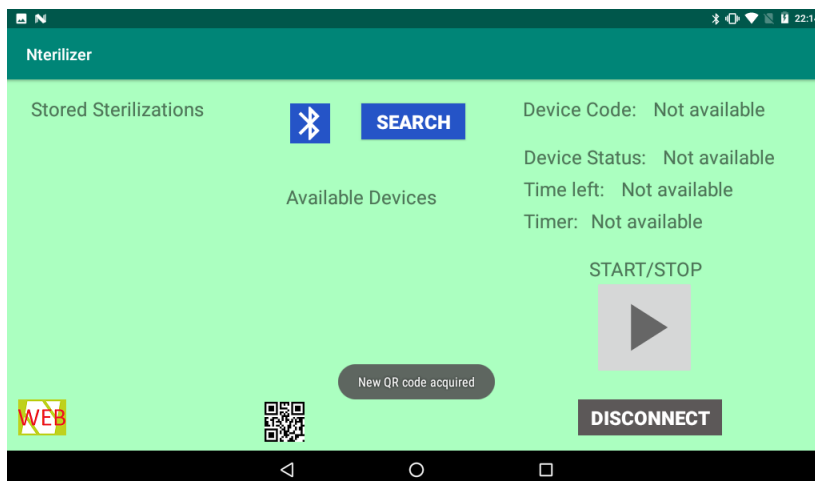 22:14
Nterilizer
Stored Sterilizations
SEARCH
Available Devices
Device Code: Not available
Device Status: Not available
Time left: Not available
Timer: Not available
START/STOP
New QR code acquired
WEB
DISCONNECT